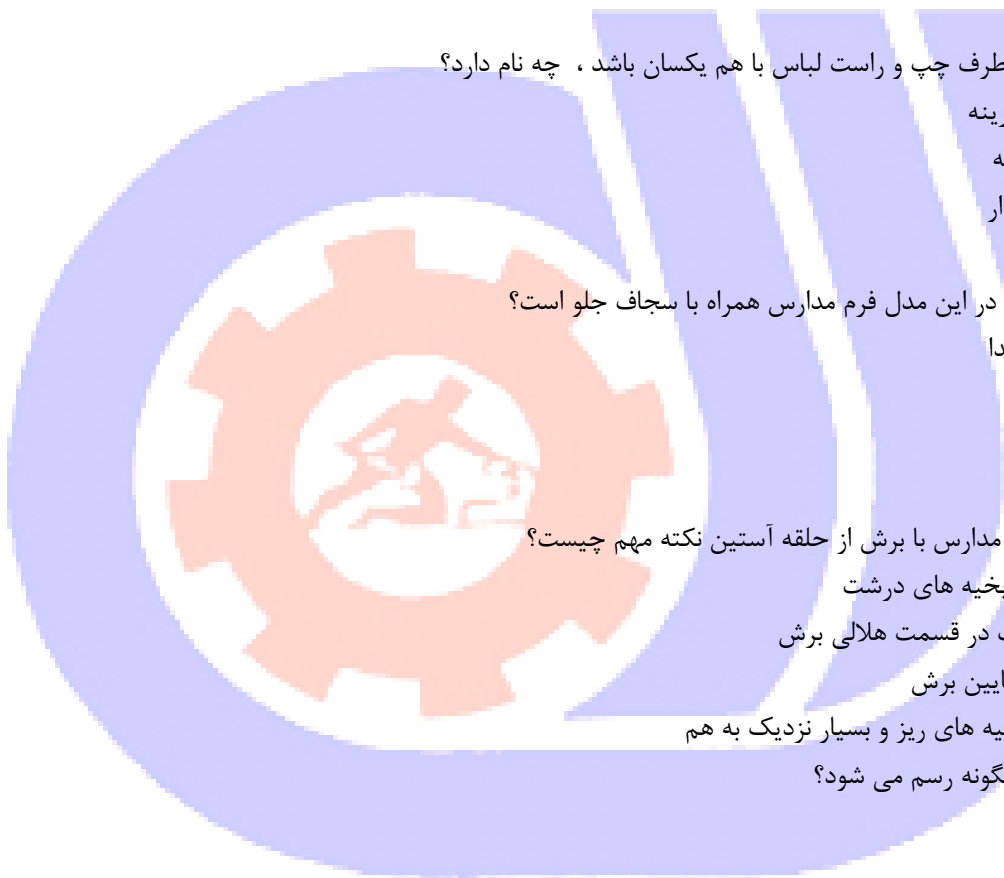 طرف چپ و راست لباس با هم یکسان باشد ، چه نام دارد؟
رینه
ه
ار
در این مدل فرم مدارس همراه با سجاف جلو است؟
دا
مدارس با برش از حلقه آستین نکته مهم چیست؟
بخیه های درشت
در قسمت هلالی برش
پایین برش
یه های ریز و بسیار نزدیک به هم
گونه رسم می شود؟